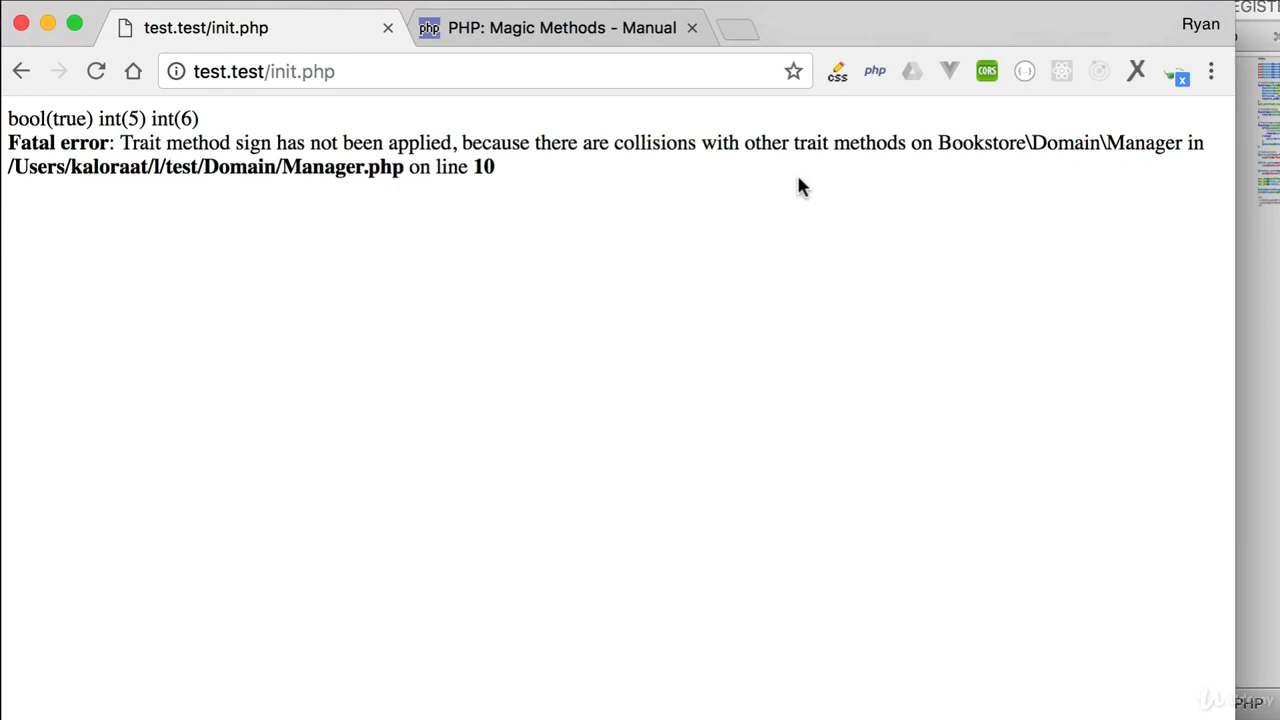 EGISTE
test.test/init.php
php PHP: Magic Methods - Manual
Ryan
test.test/init.php
css php CORS X x
bool(true) int(5) int(6)
Fatal error: Trait method sign has not been applied, because there are collisions with other trait methods on Bookstore\Domain\Manager in
/Users/kaloraat/l/test/Domain/Manager.php on line 10
PHP